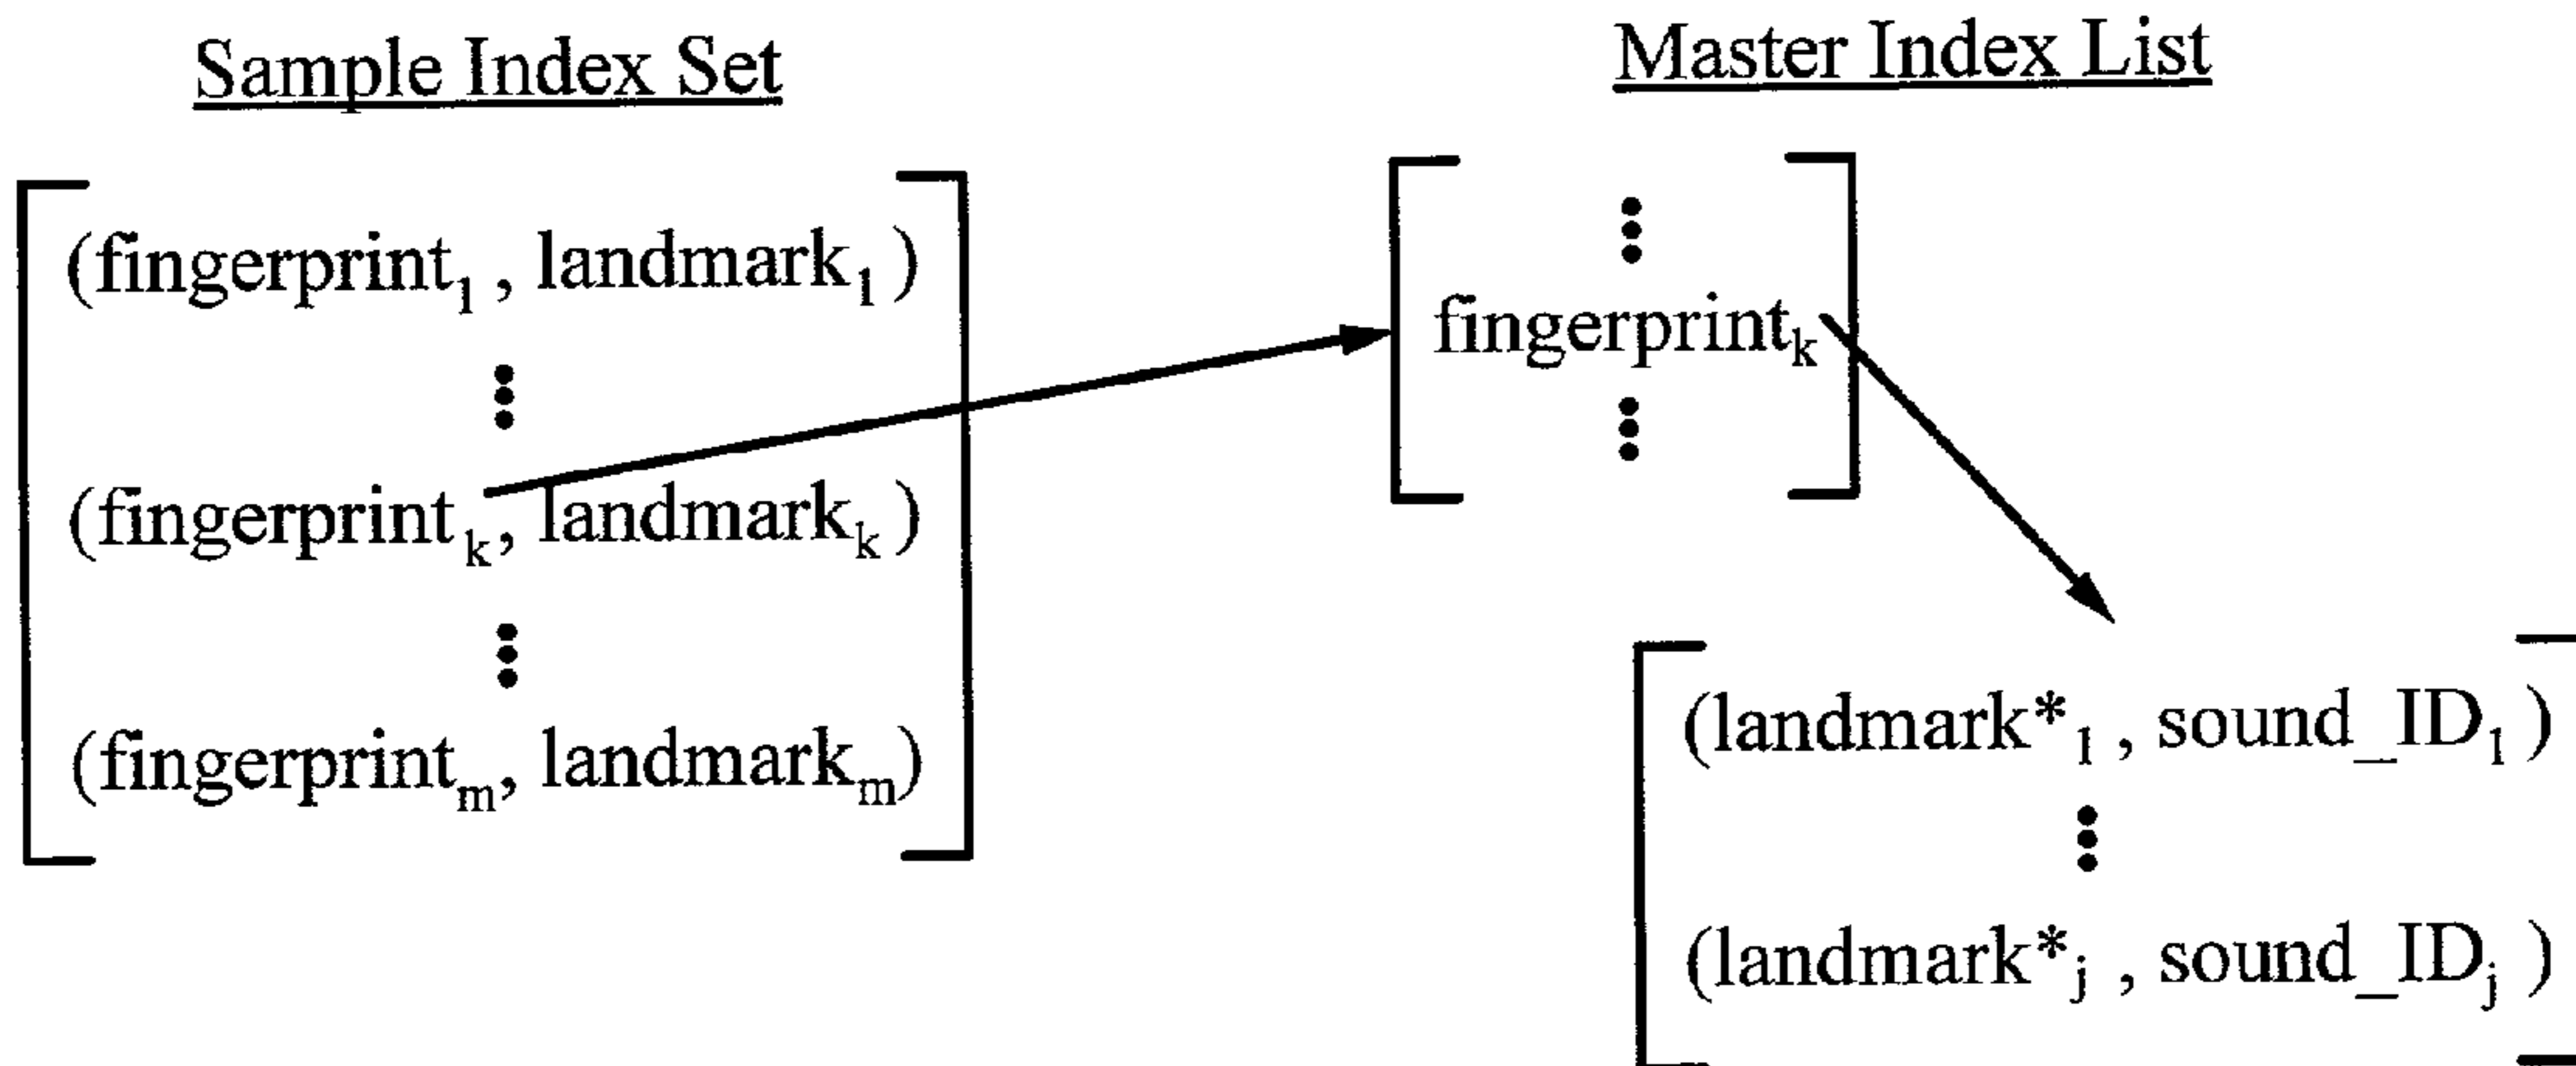 Sample Index Set
(fingerprint₁ , landmark₁ )
(fingerprintₖ, landmarkₖ )
(fingerprintₘ, landmarkₘ)
Master Index List
fingerprintₖ
(landmark*₁ , sound_ID₁ )
(landmark*ⱼ , sound_IDⱼ )